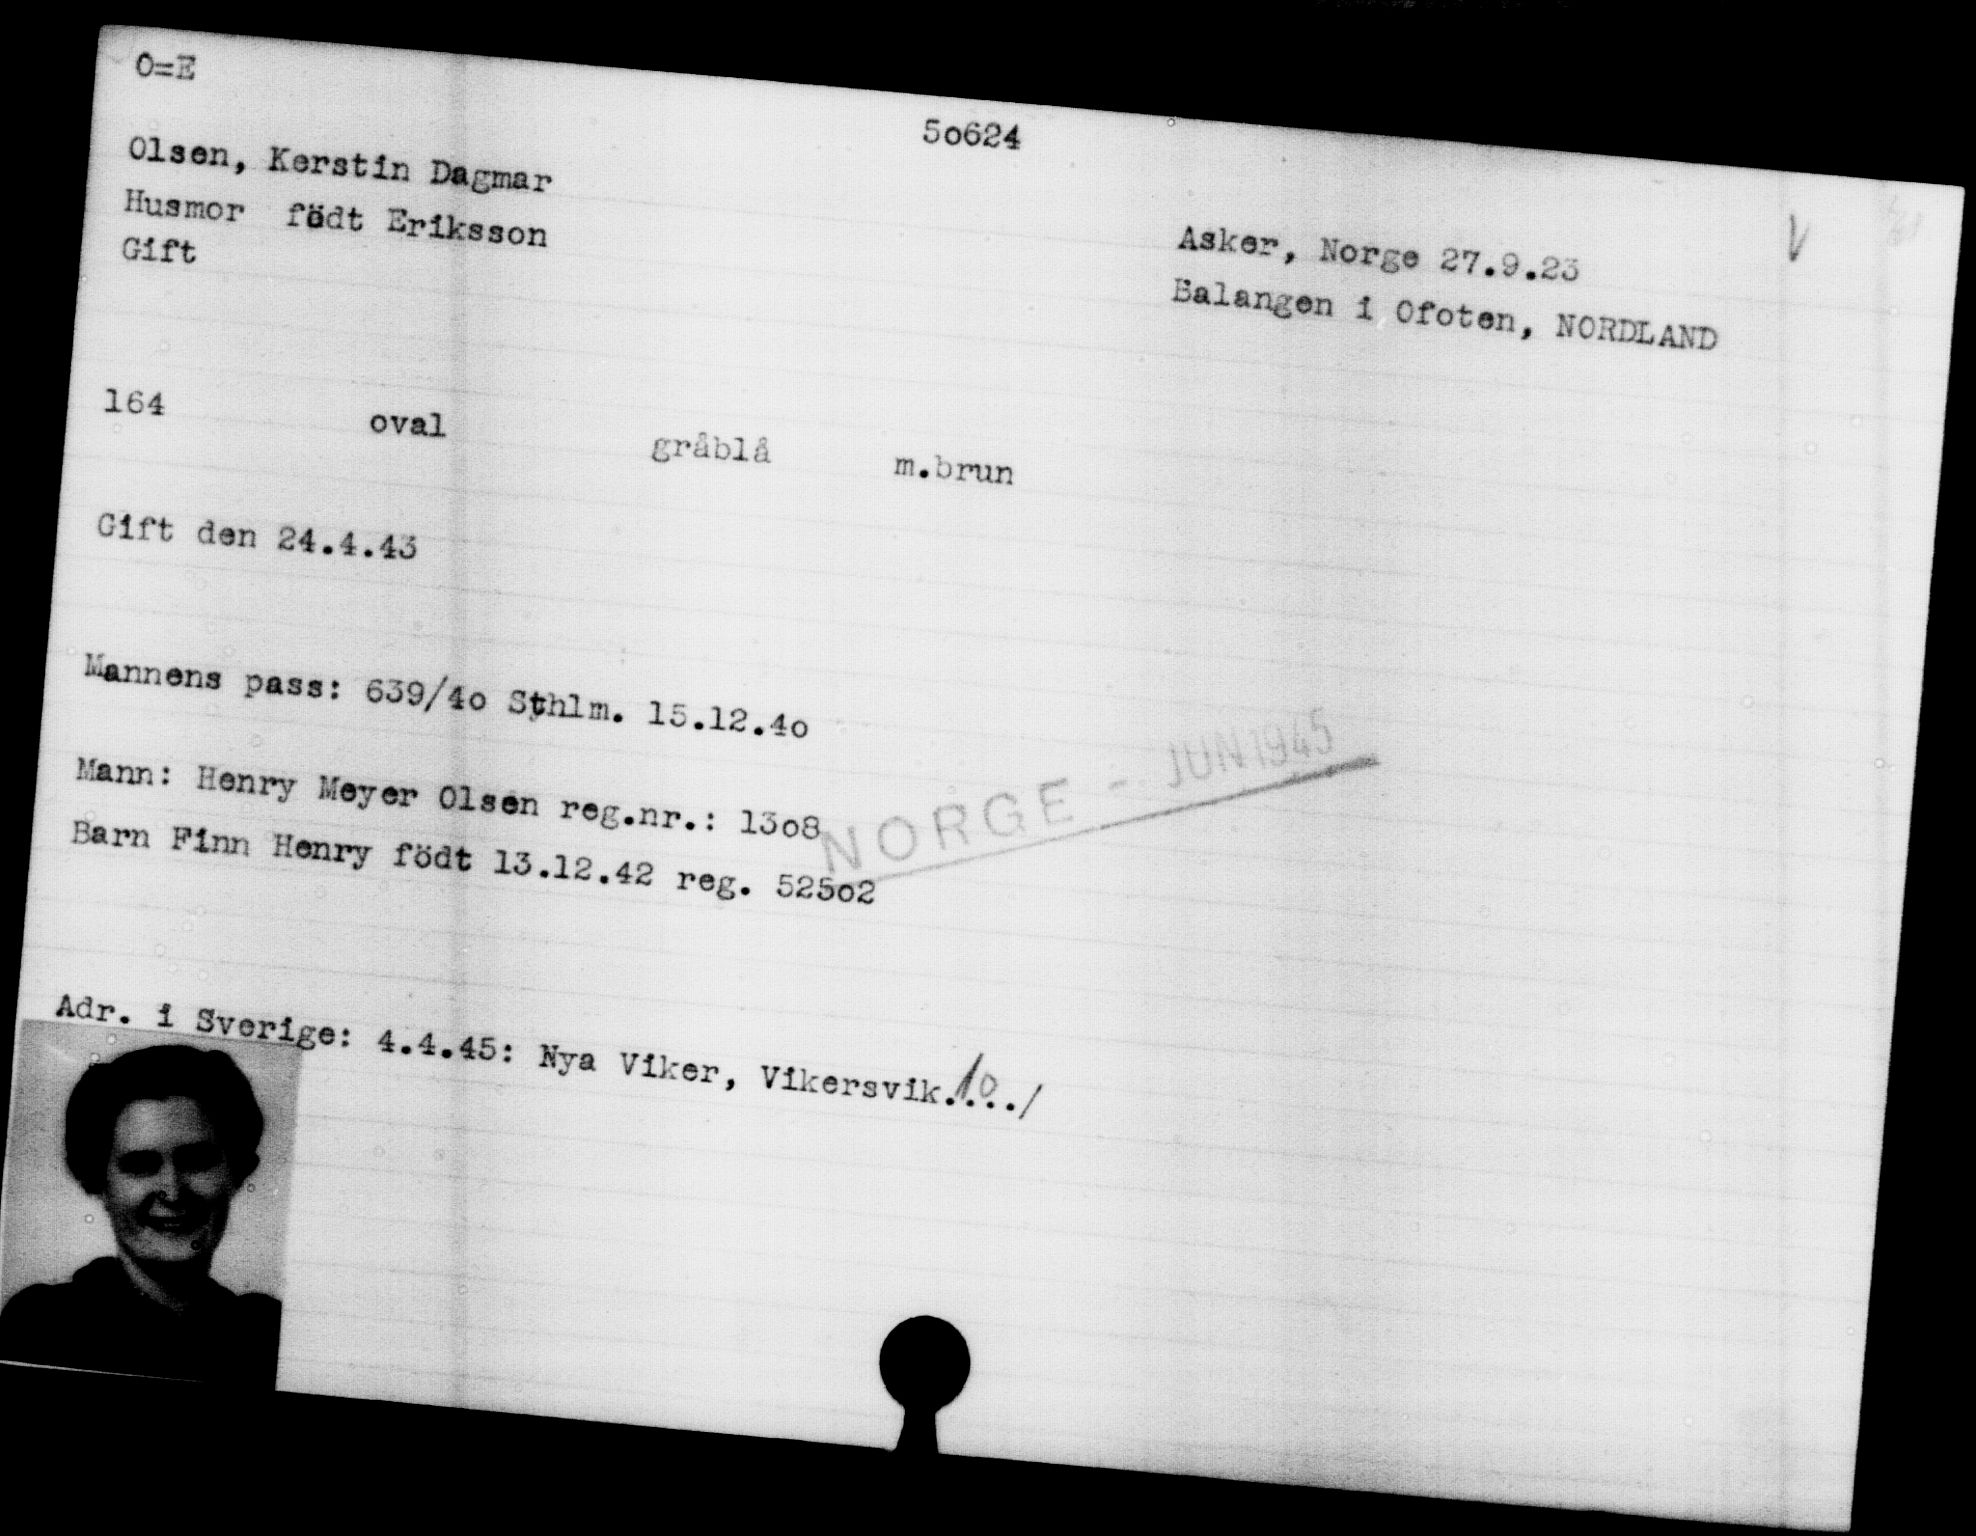 O=E
5o624
Olsen, Kerstin Dagmar
Husmor födt Eriksson
Gift
Asker, Norge 27.9.23
Balangen i Ofoten, NORDLAND
V
164 oval gråblå m.brun
Gift den 24.4.43
Mannens pass: 639/4o Sthlm. 15.12.4o
Mann: Henry Meyer Olsen reg.nr.: 13o8
Barn Finn Henry födt 13.12.42 reg. 525o2
NORGE - JUN 1945
Adr. i Sverige: 4.4.45: Nya Viker, Vikersvik.10../